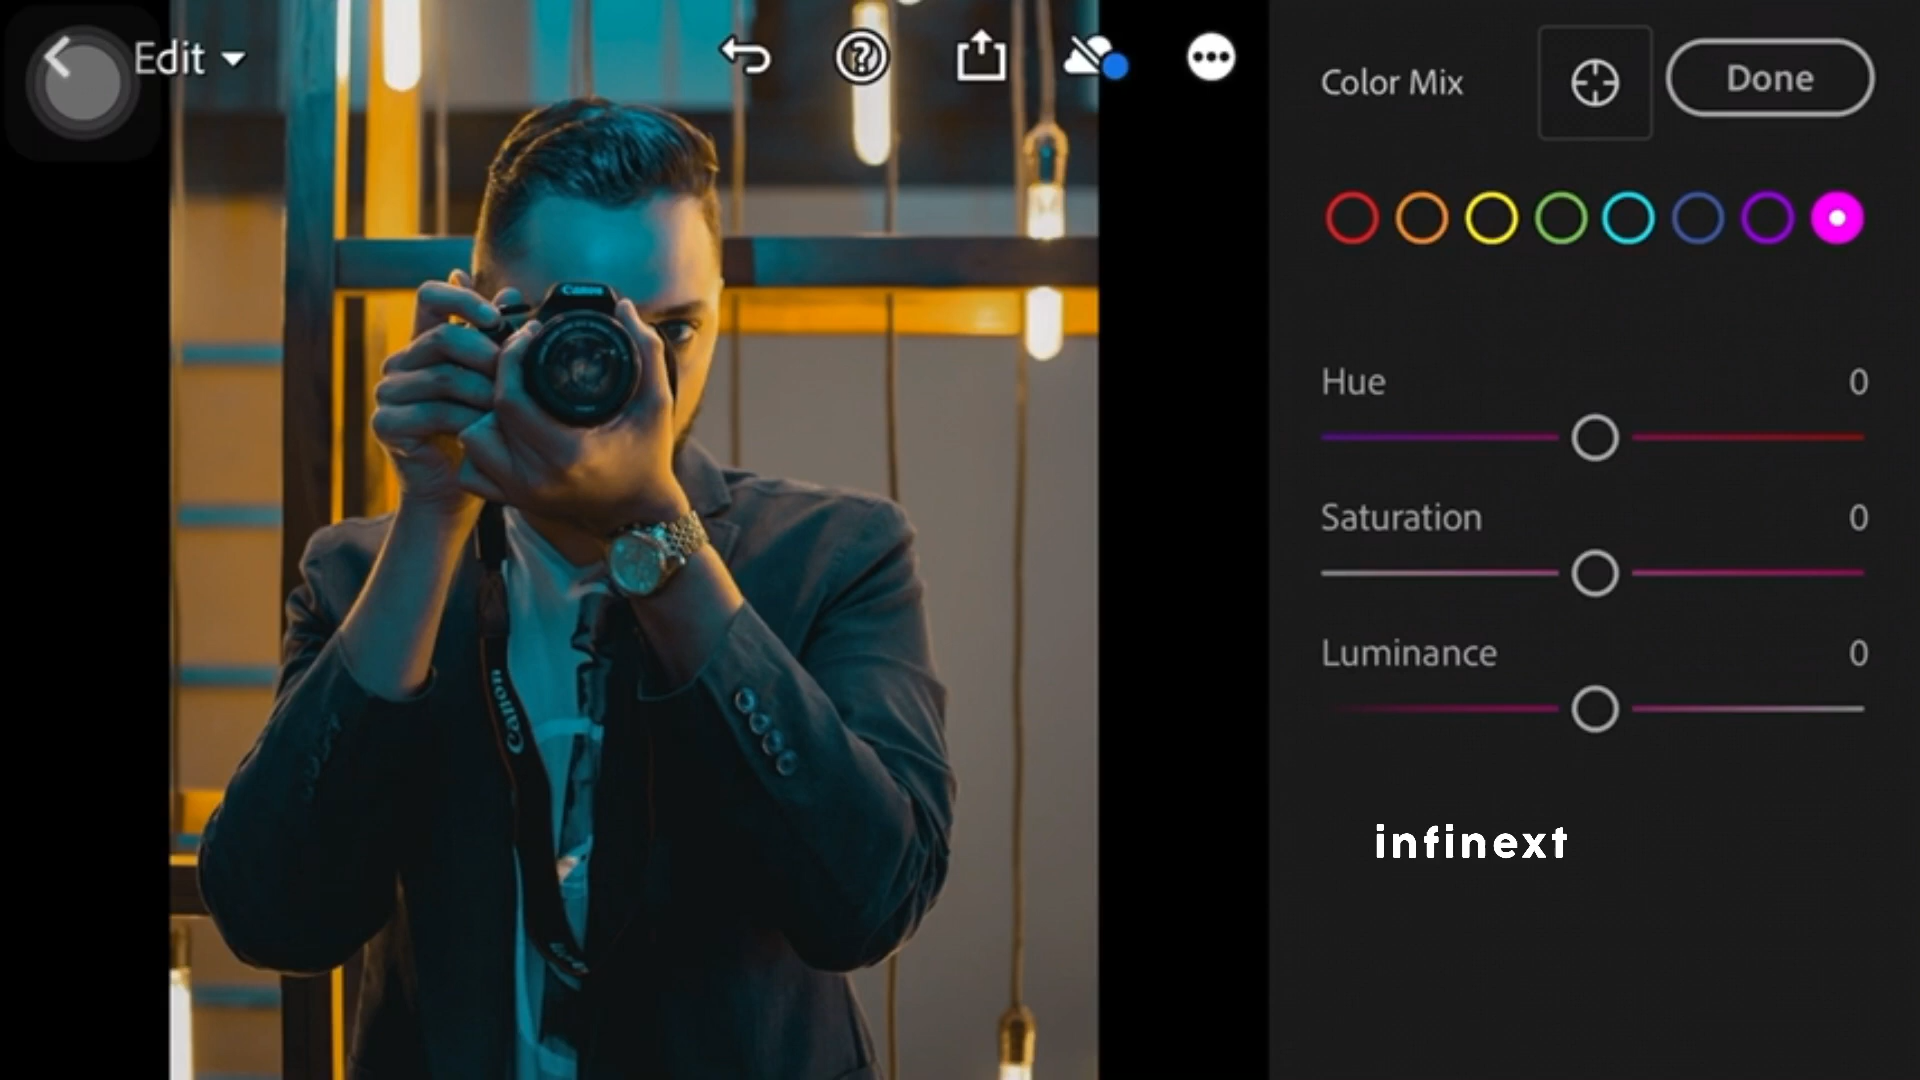 Edit
Color Mix
Done
Canon
Hue 0
Saturation 0
Canon
Luminance 0
infinext